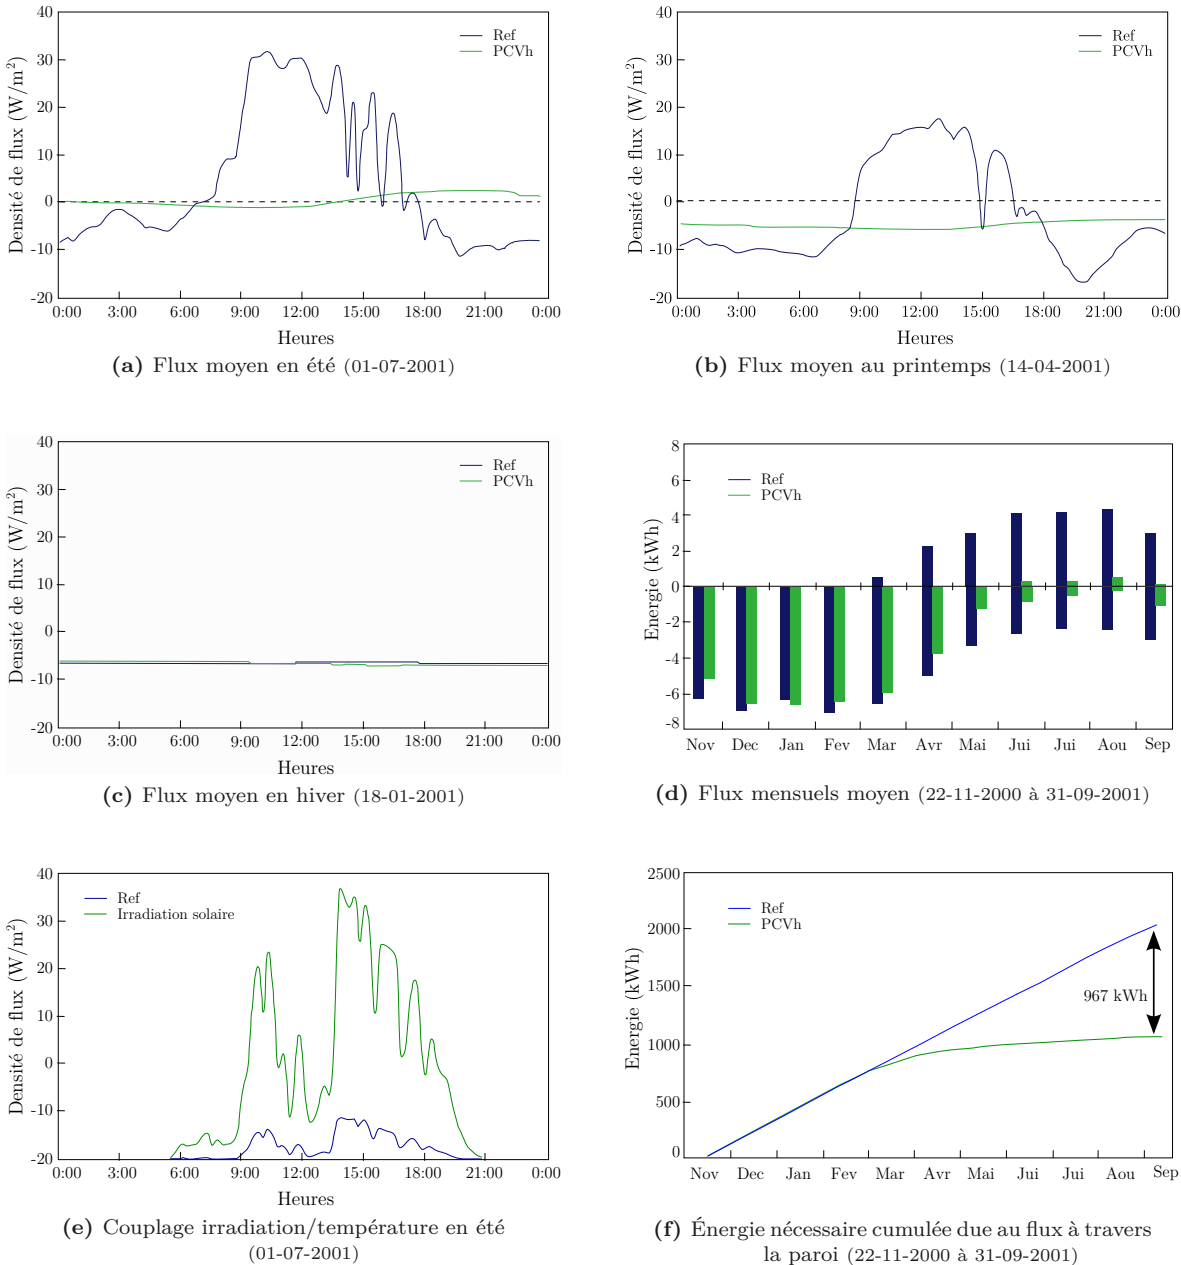 40
30
20
10
0
-10
-20
Densité de flux (W/m²)
Ref
PCVh
0:00 3:00 6:00 9:00 12:00 15:00 18:00 21:00 0:00
Heures
(a) Flux moyen en été (01-07-2001)
40
30
20
10
0
-10
-20
Densité de flux (W/m²)
Ref
PCVh
0:00 3:00 6:00 9:00 12:00 15:00 18:00 21:00 0:00
Heures
(b) Flux moyen au printemps (14-04-2001)
40
30
20
10
0
-10
-20
Densité de flux (W/m²)
Ref
PCVh
0:00 3:00 6:00 9:00 12:00 15:00 18:00 21:00 0:00
Heures
(c) Flux moyen en hiver (18-01-2001)
8
6
4
2
0
-2
-4
-6
-8
Energie (kWh)
Ref
PCVh
Nov Dec Jan Fev Mar Avr Mai Jui Jui Aou Sep
(d) Flux mensuels moyen (22-11-2000 à 31-09-2001)
40
30
20
10
0
-10
-20
Densité de flux (W/m²)
Ref
Irradiation solaire
0:00 3:00 6:00 9:00 12:00 15:00 18:00 21:00 0:00
Heures
(e) Couplage irradiation/température en été
(01-07-2001)
2500
2000
1500
1000
500
0
Energie (kWh)
Ref
PCVh
967 kWh
Nov Dec Jan Fev Mar Avr Mai Jui Jui Aou Sep
(f) Énergie nécessaire cumulée due au flux à travers
la paroi (22-11-2000 à 31-09-2001)